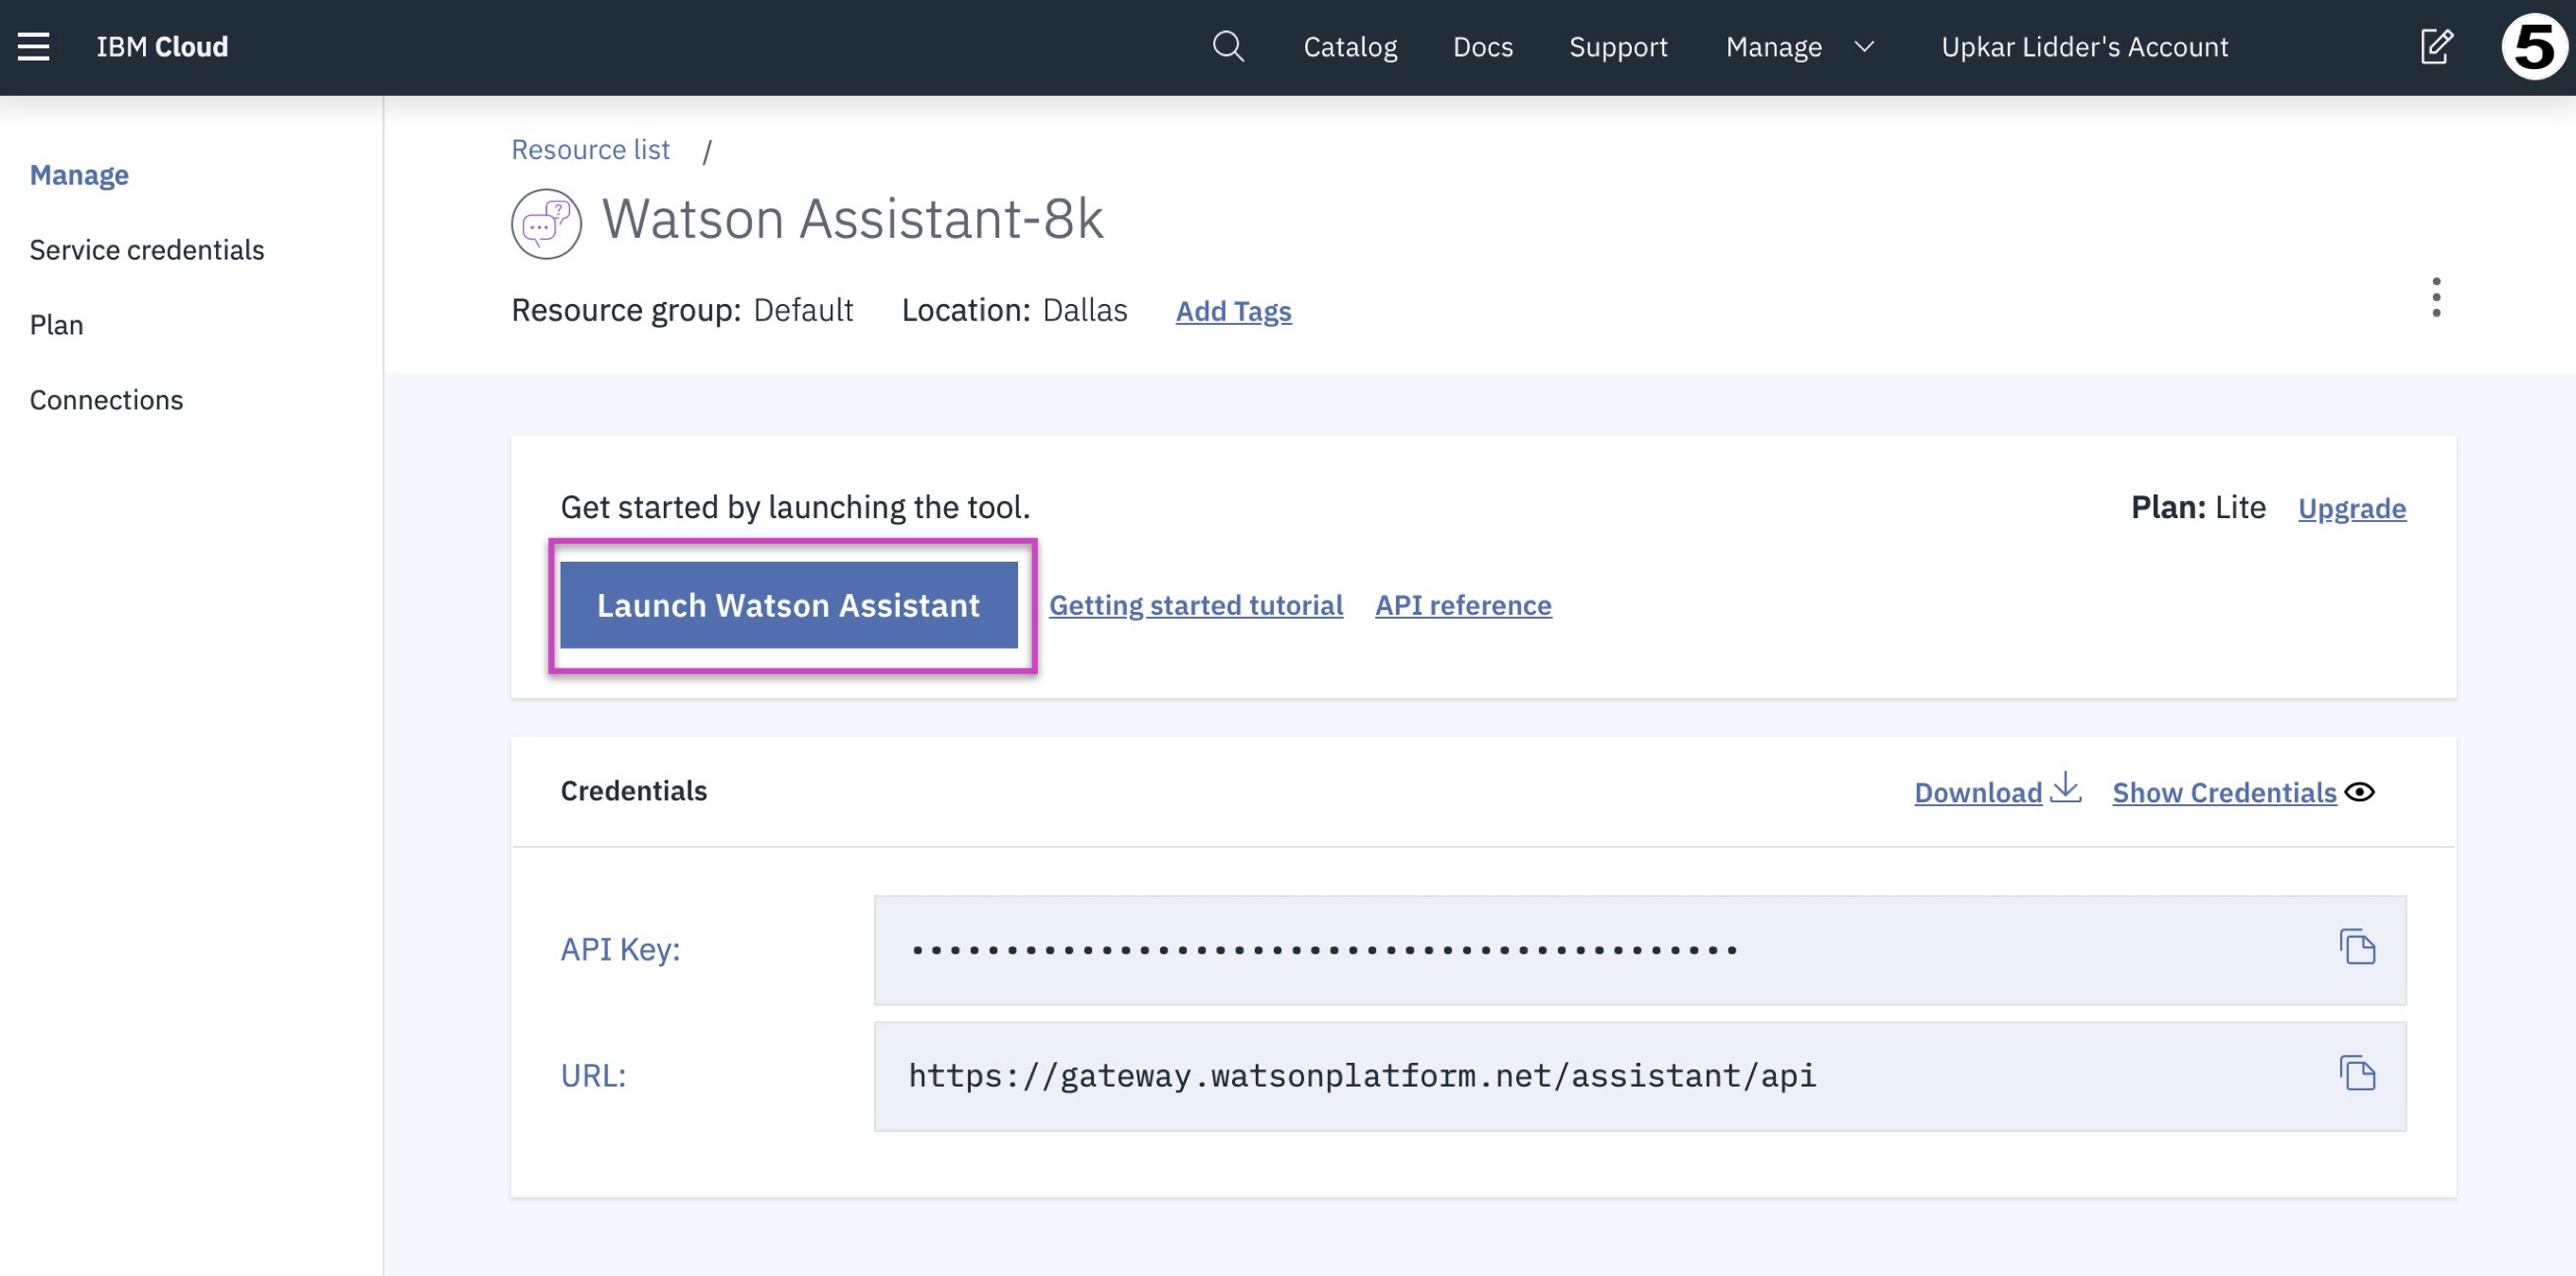 IBM Cloud Catalog Docs Support Manage Upkar Lidder's Account 5
Manage
Service credentials
Plan
Connections
Resource list /
Watson Assistant-8k
Resource group: Default Location: Dallas Add Tags
Get started by launching the tool.
Plan: Lite Upgrade
Launch Watson Assistant Getting started tutorial API reference
Credentials Download Show Credentials
API Key: ••••••••••••••••••••••••••••••••••••••••••••
URL: https://gateway.watsonplatform.net/assistant/api